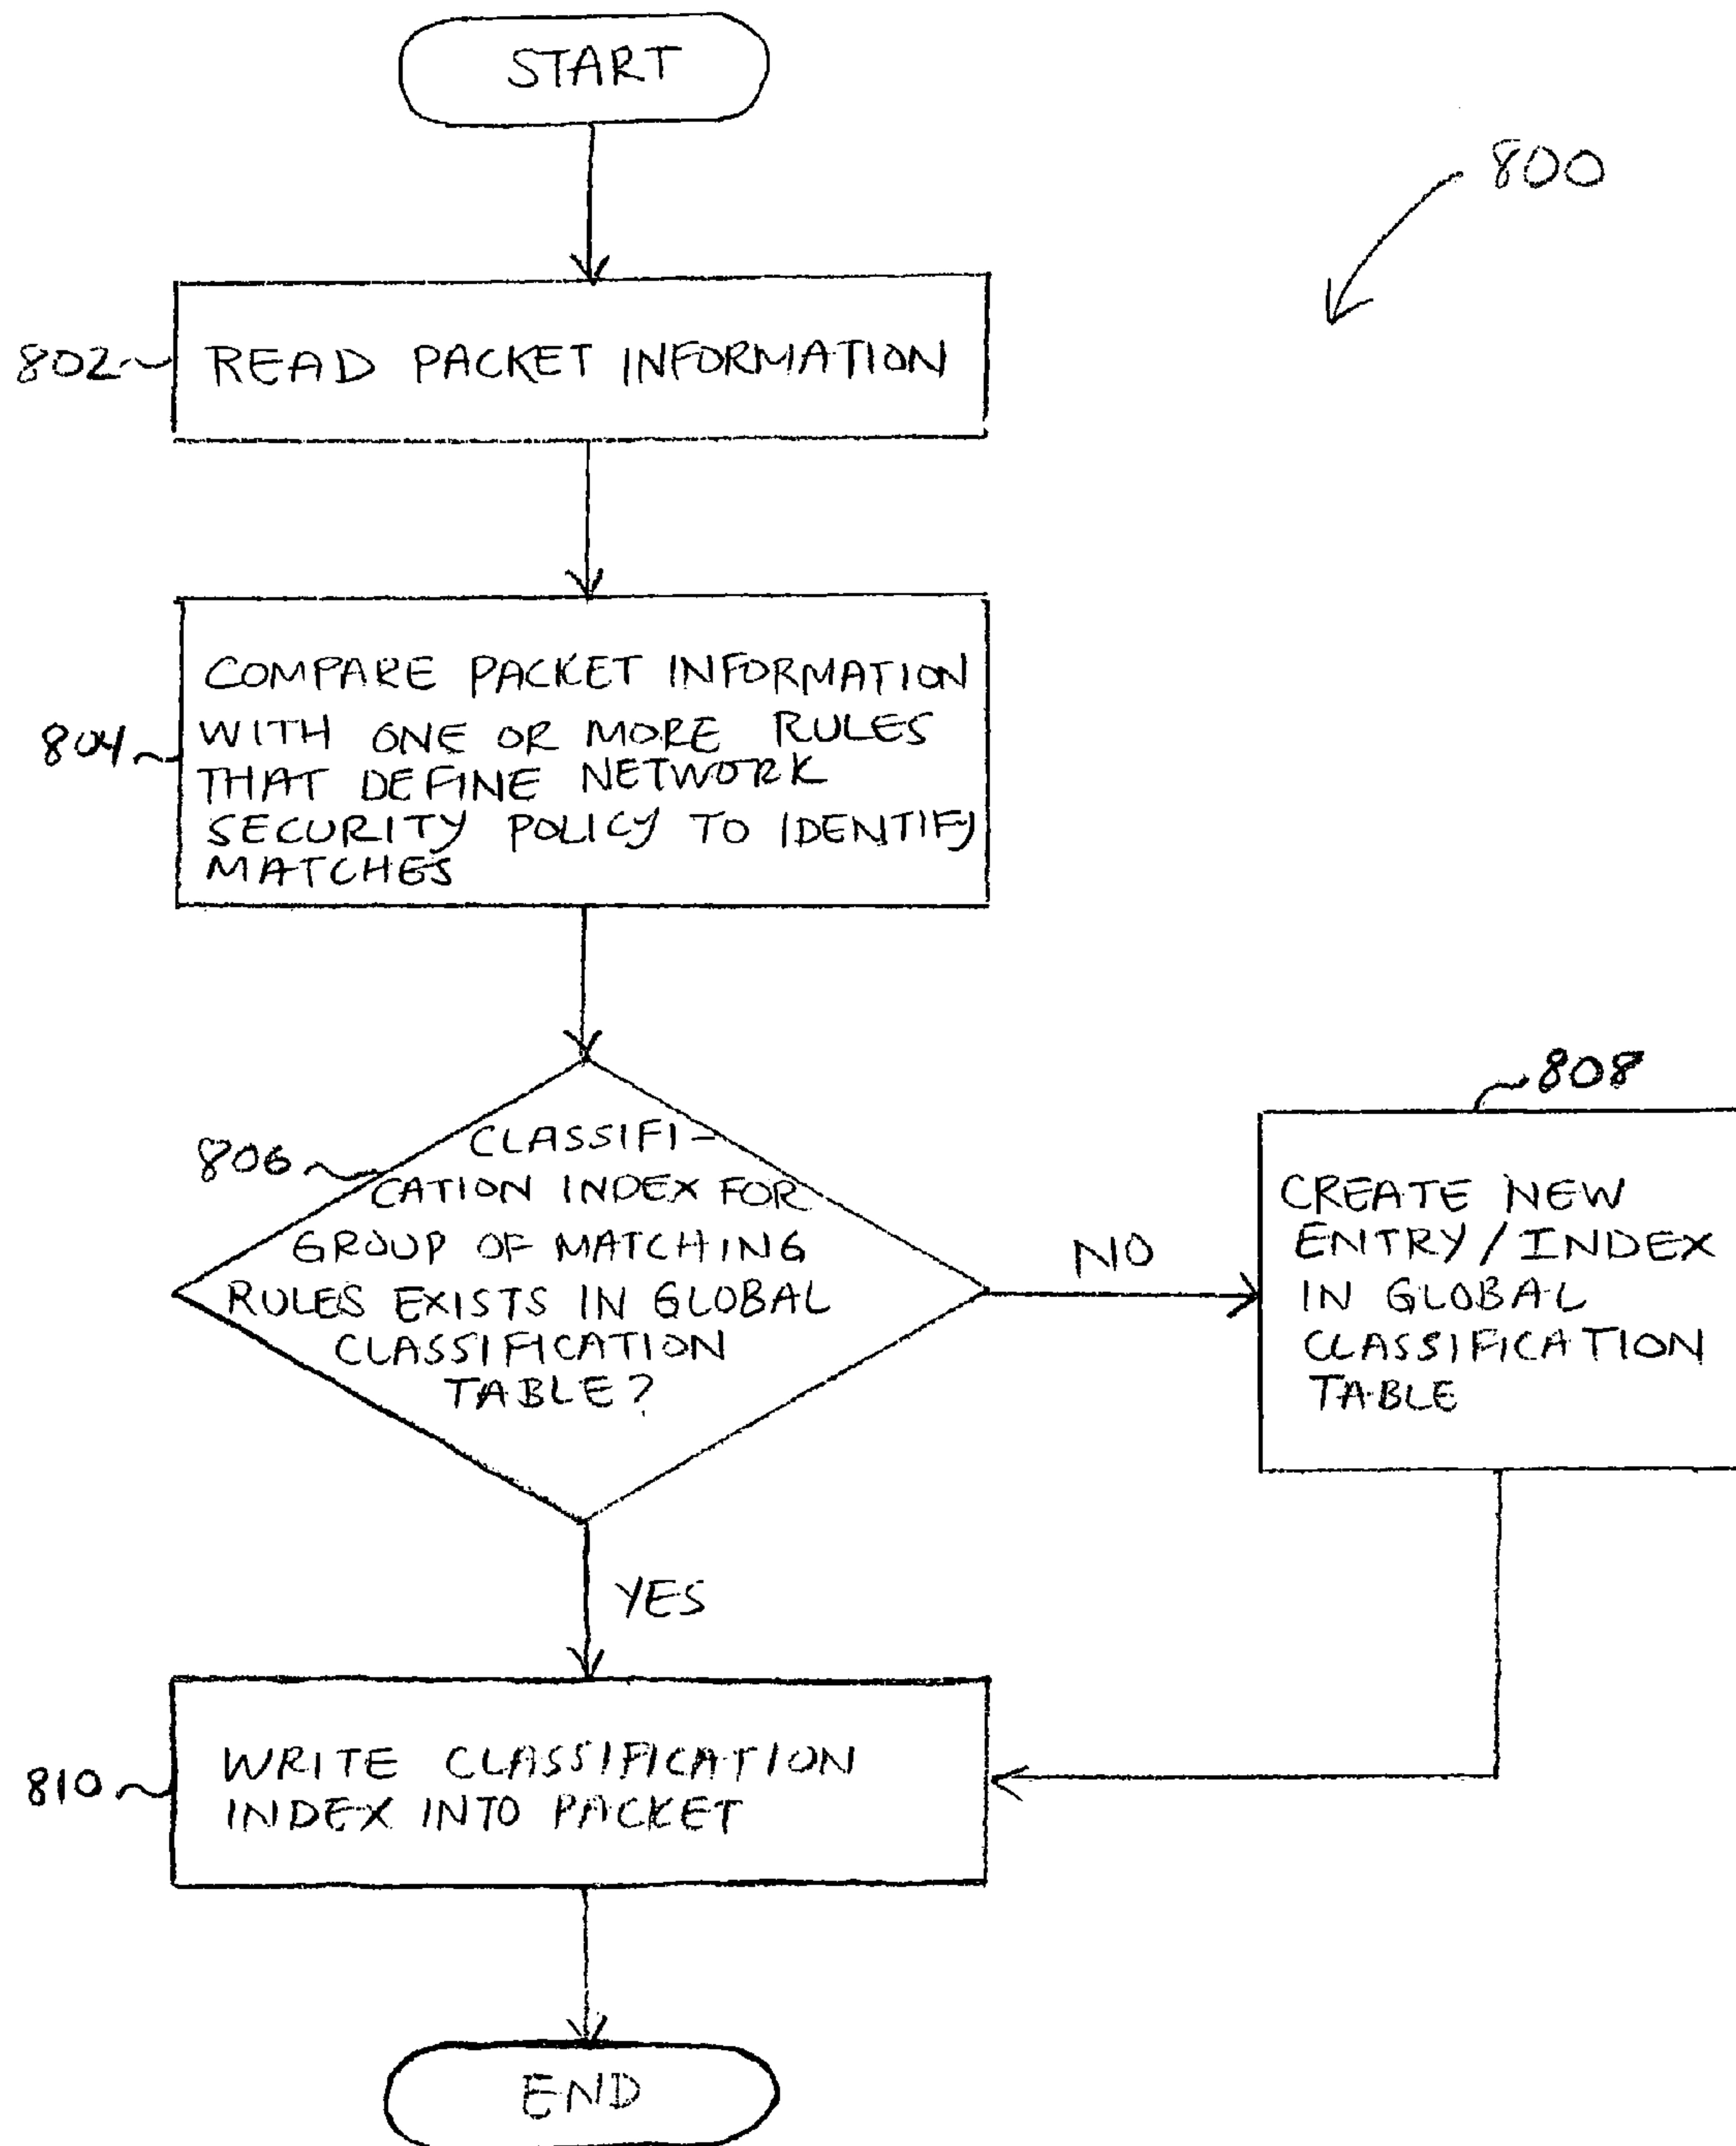 START
800
802
READ PACKET INFORMATION
804
COMPARE PACKET INFORMATION
WITH ONE OR MORE RULES
THAT DEFINE NETWORK
SECURITY POLICY TO IDENTIFY
MATCHES
806
CLASSIFI-
CATION INDEX FOR
GROUP OF MATCHING
RULES EXISTS IN GLOBAL
CLASSIFICATION
TABLE?
NO
808
CREATE NEW
ENTRY/INDEX
IN GLOBAL
CLASSIFICATION
TABLE
YES
810
WRITE CLASSIFICATION
INDEX INTO PACKET
END